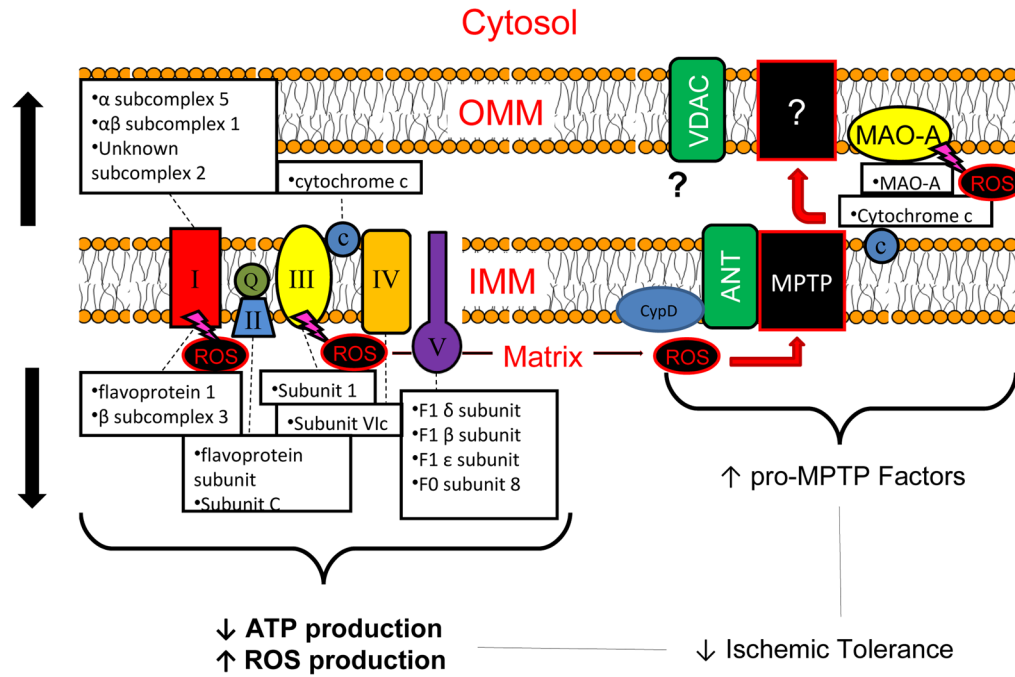 Cytosol
•α subcomplex 5
•αβ subcomplex 1
•Unknown
subcomplex 2
•cytochrome c
OMM
VDAC
?
?
MAO-A
ROS
•MAO-A
•Cytochrome c
I
Q
II
III
c
IV
V
IMM
CypD
ANT
MPTP
c
ROS
ROS
Matrix
ROS
•flavoprotein 1
•β subcomplex 3
•Subunit 1
•Subunit VIc
•flavoprotein
subunit
•Subunit C
•F1 δ subunit
•F1 β subunit
•F1 ε subunit
•F0 subunit 8
↑ pro-MPTP Factors
↓ ATP production
↑ ROS production
↓ Ischemic Tolerance